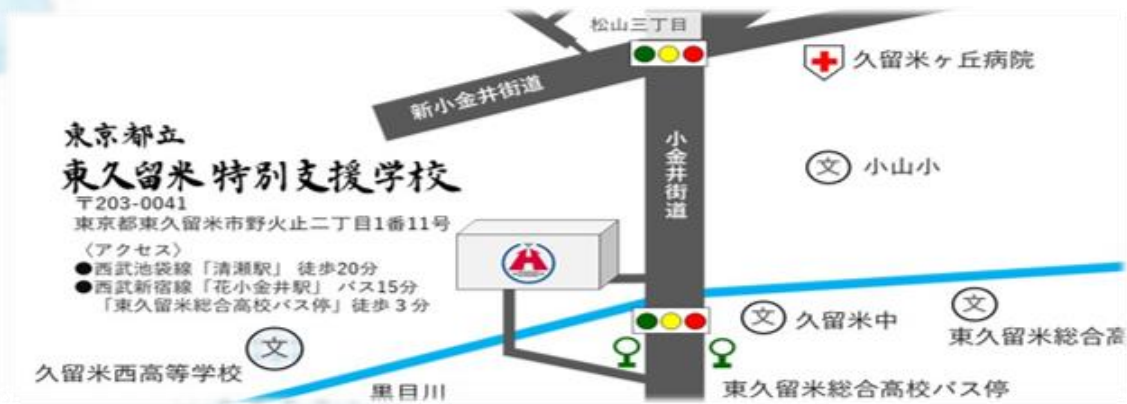 松山三丁目
久留米ヶ丘病院
新小金井街道
東京都立
東久留米特別支援学校
〒203-0041
東京都東久留米市野火止二丁目1番11号
〈アクセス〉
●西武池袋線「清瀬駅」 徒歩20分
●西武新宿線「花小金井駅」 バス15分
「東久留米総合高校バス停」徒歩3分
小金井街道
文 小山小
文 久留米中
文
東久留米総合高
文
久留米西高等学校
黒目川
東久留米総合高校バス停